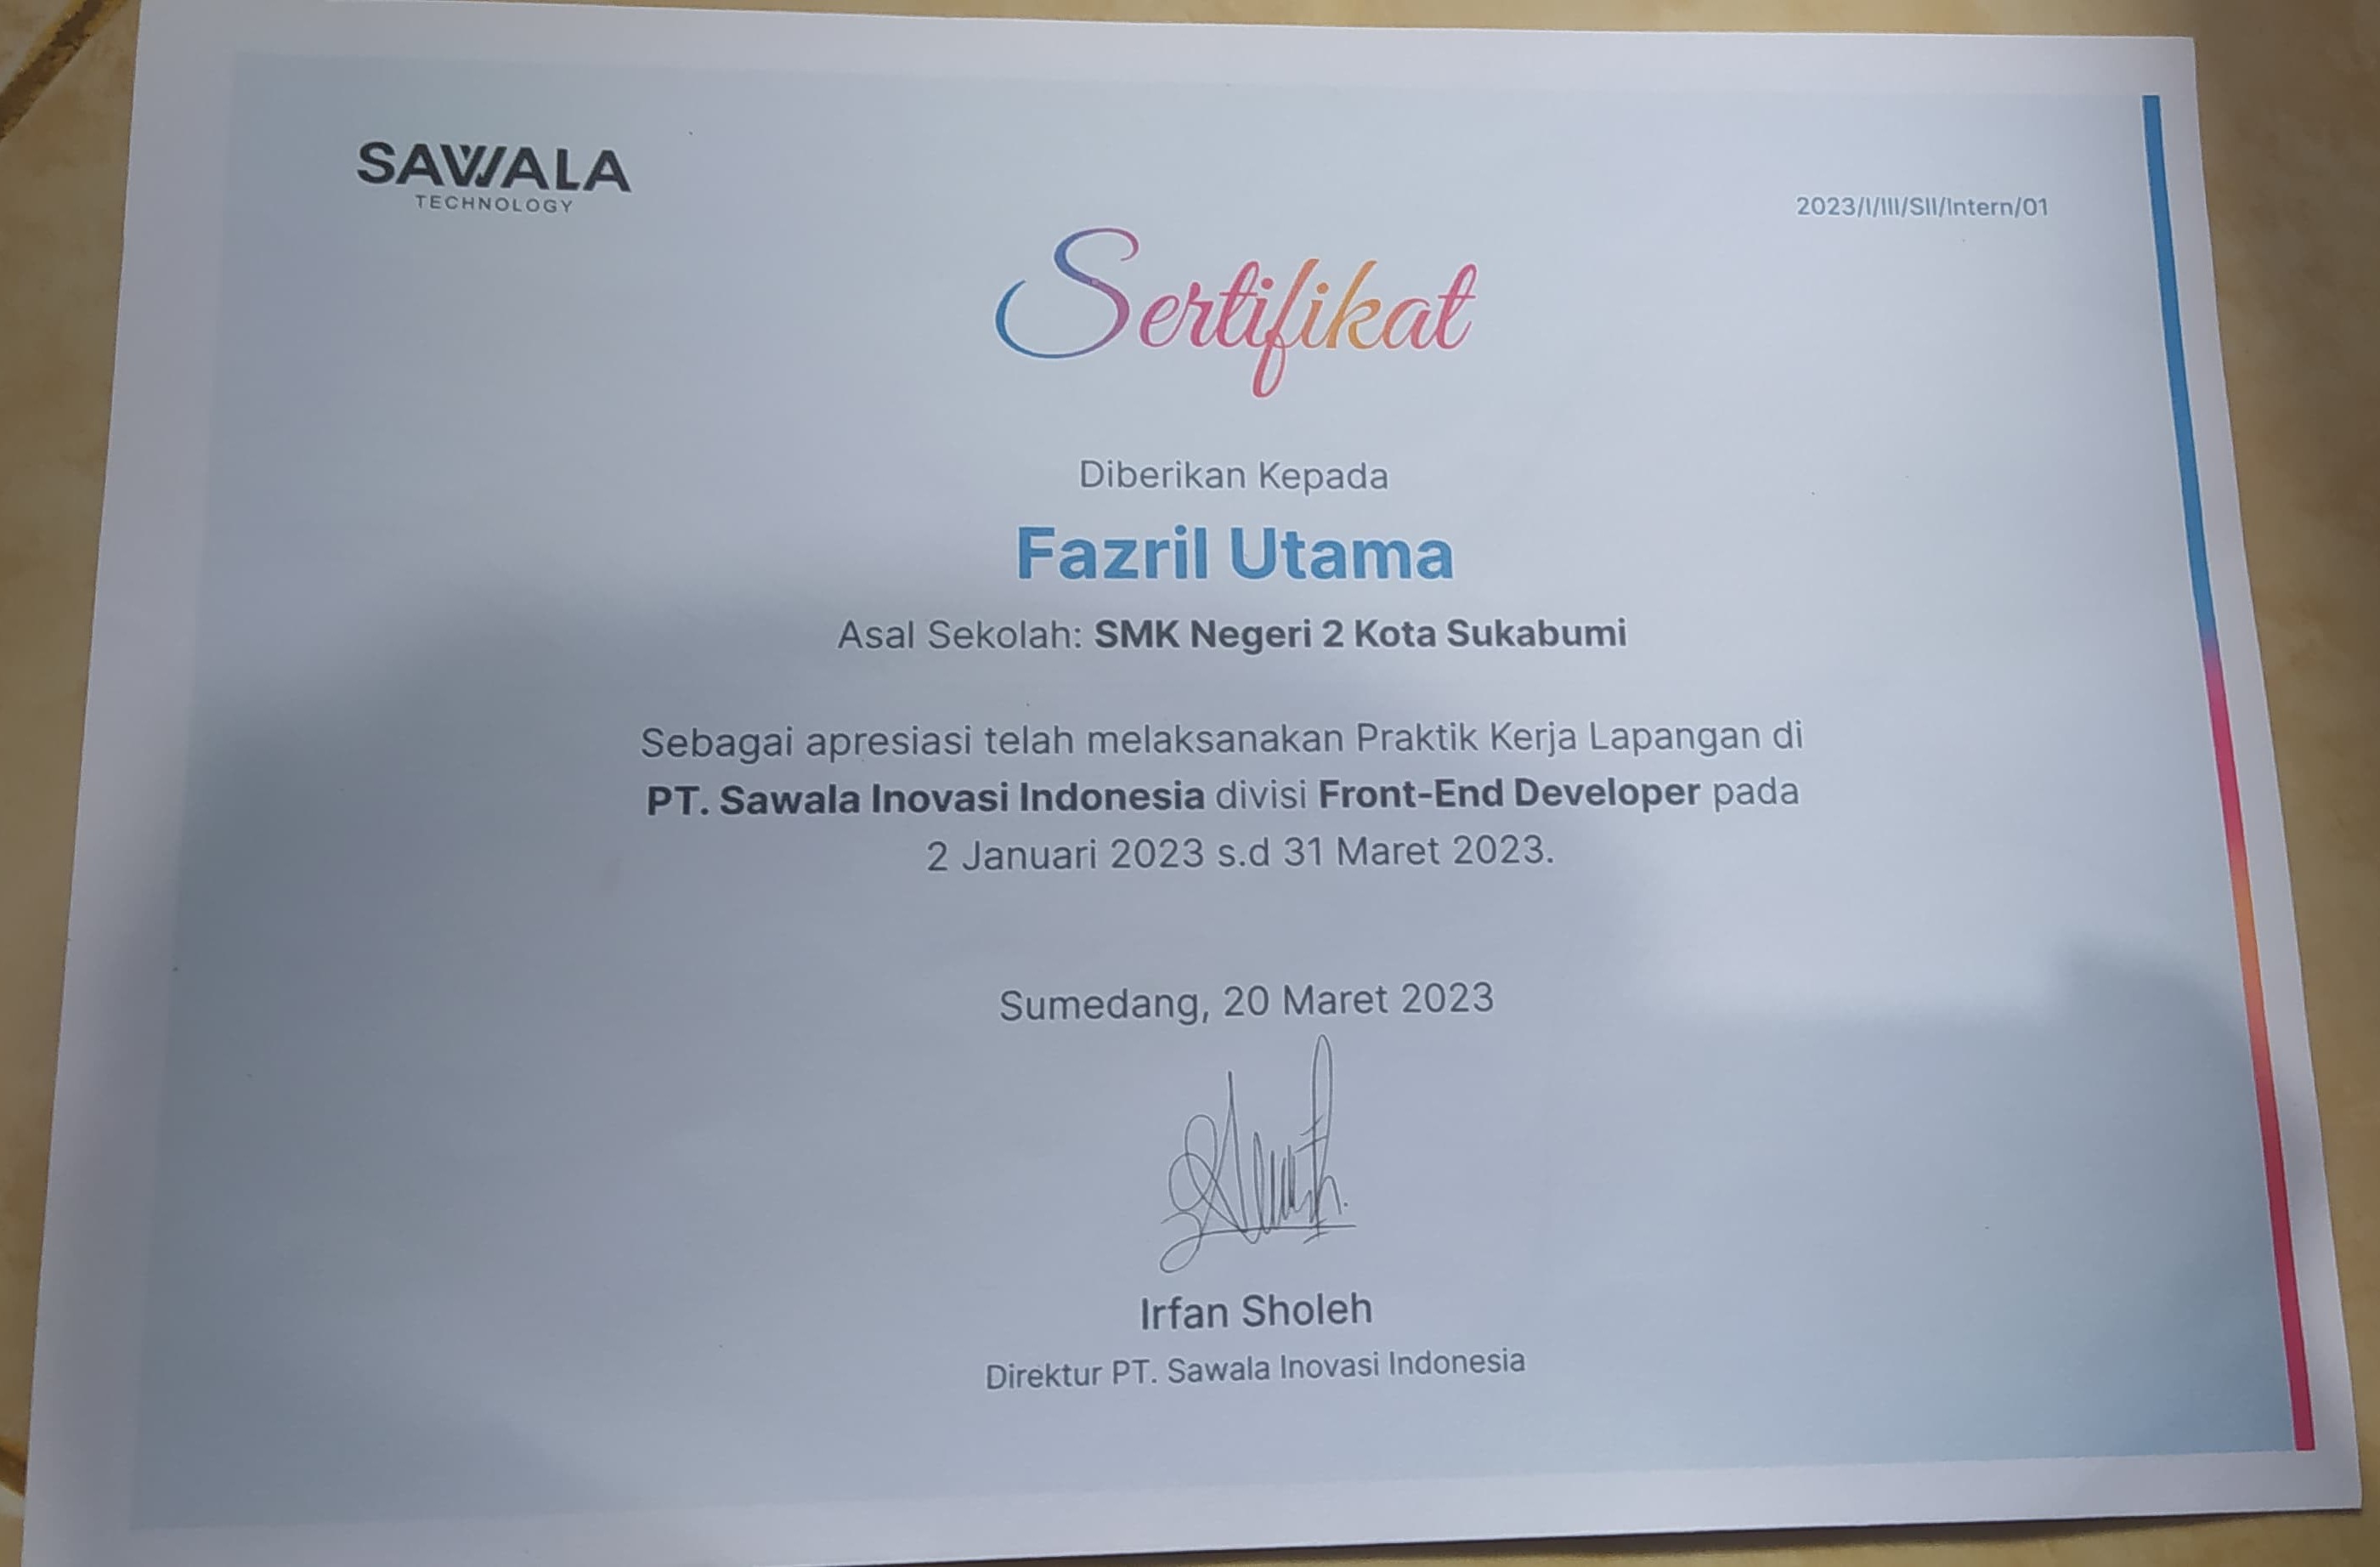 SAWALA
TECHNOLOGY
2023/I/III/SII/Intern/01
Sertifikat
Diberikan Kepada
Fazril Utama
Asal Sekolah: SMK Negeri 2 Kota Sukabumi
Sebagai apresiasi telah melaksanakan Praktik Kerja Lapangan di
PT. Sawala Inovasi Indonesia divisi Front-End Developer pada
2 Januari 2023 s.d 31 Maret 2023.
Sumedang, 20 Maret 2023
Irfan Sholeh
Direktur PT. Sawala Inovasi Indonesia